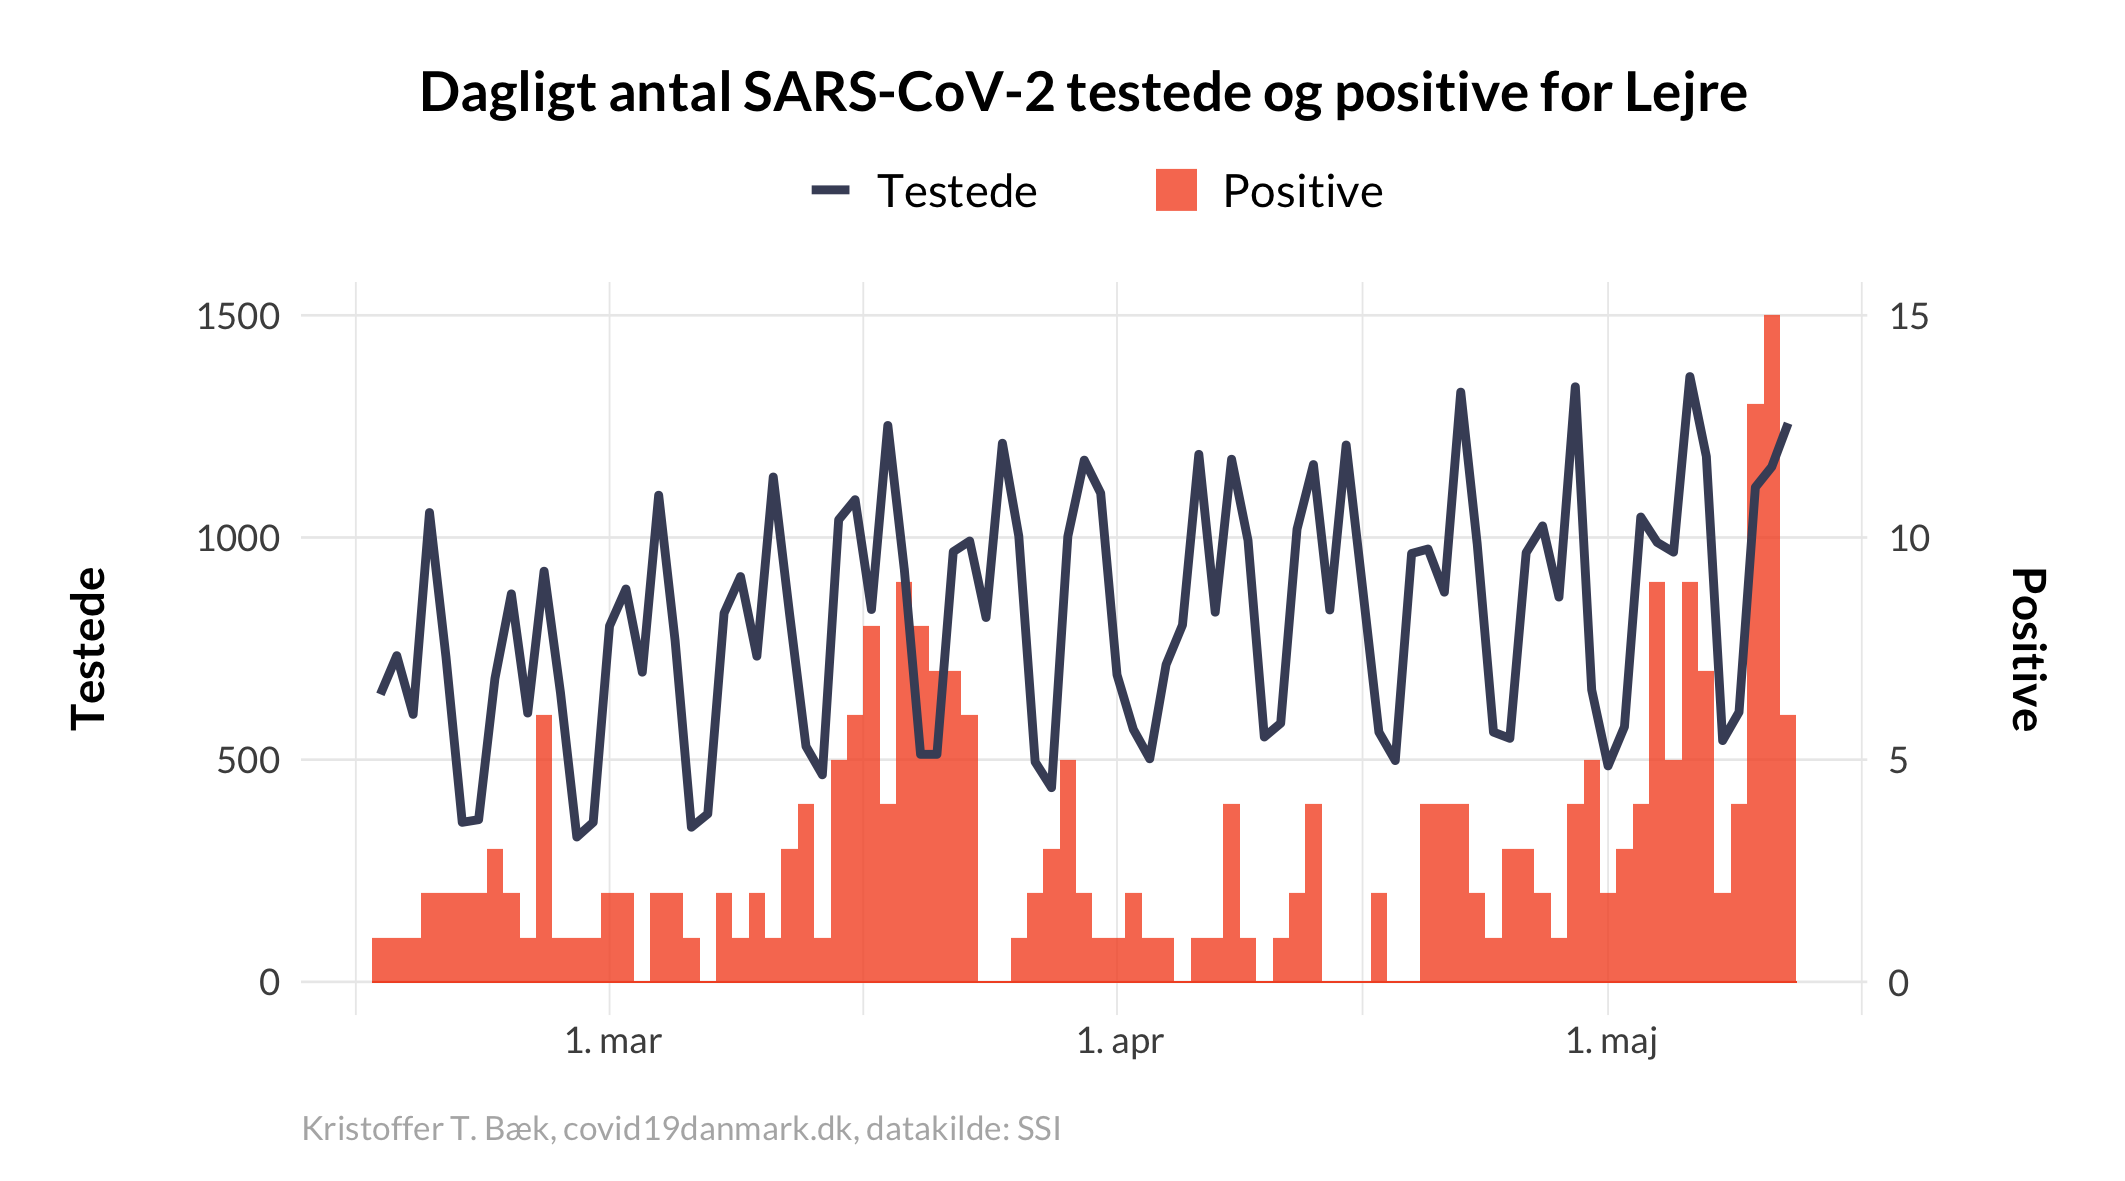 Dagligt antal SARS-CoV-2 testede og positive for Lejre
Testede Positive
1500 15
1000 10
500 5
0 0
Testede
Positive
1. mar 1. apr 1. maj
Kristoffer T. Bæk, covid19danmark.dk, datakilde: SSI